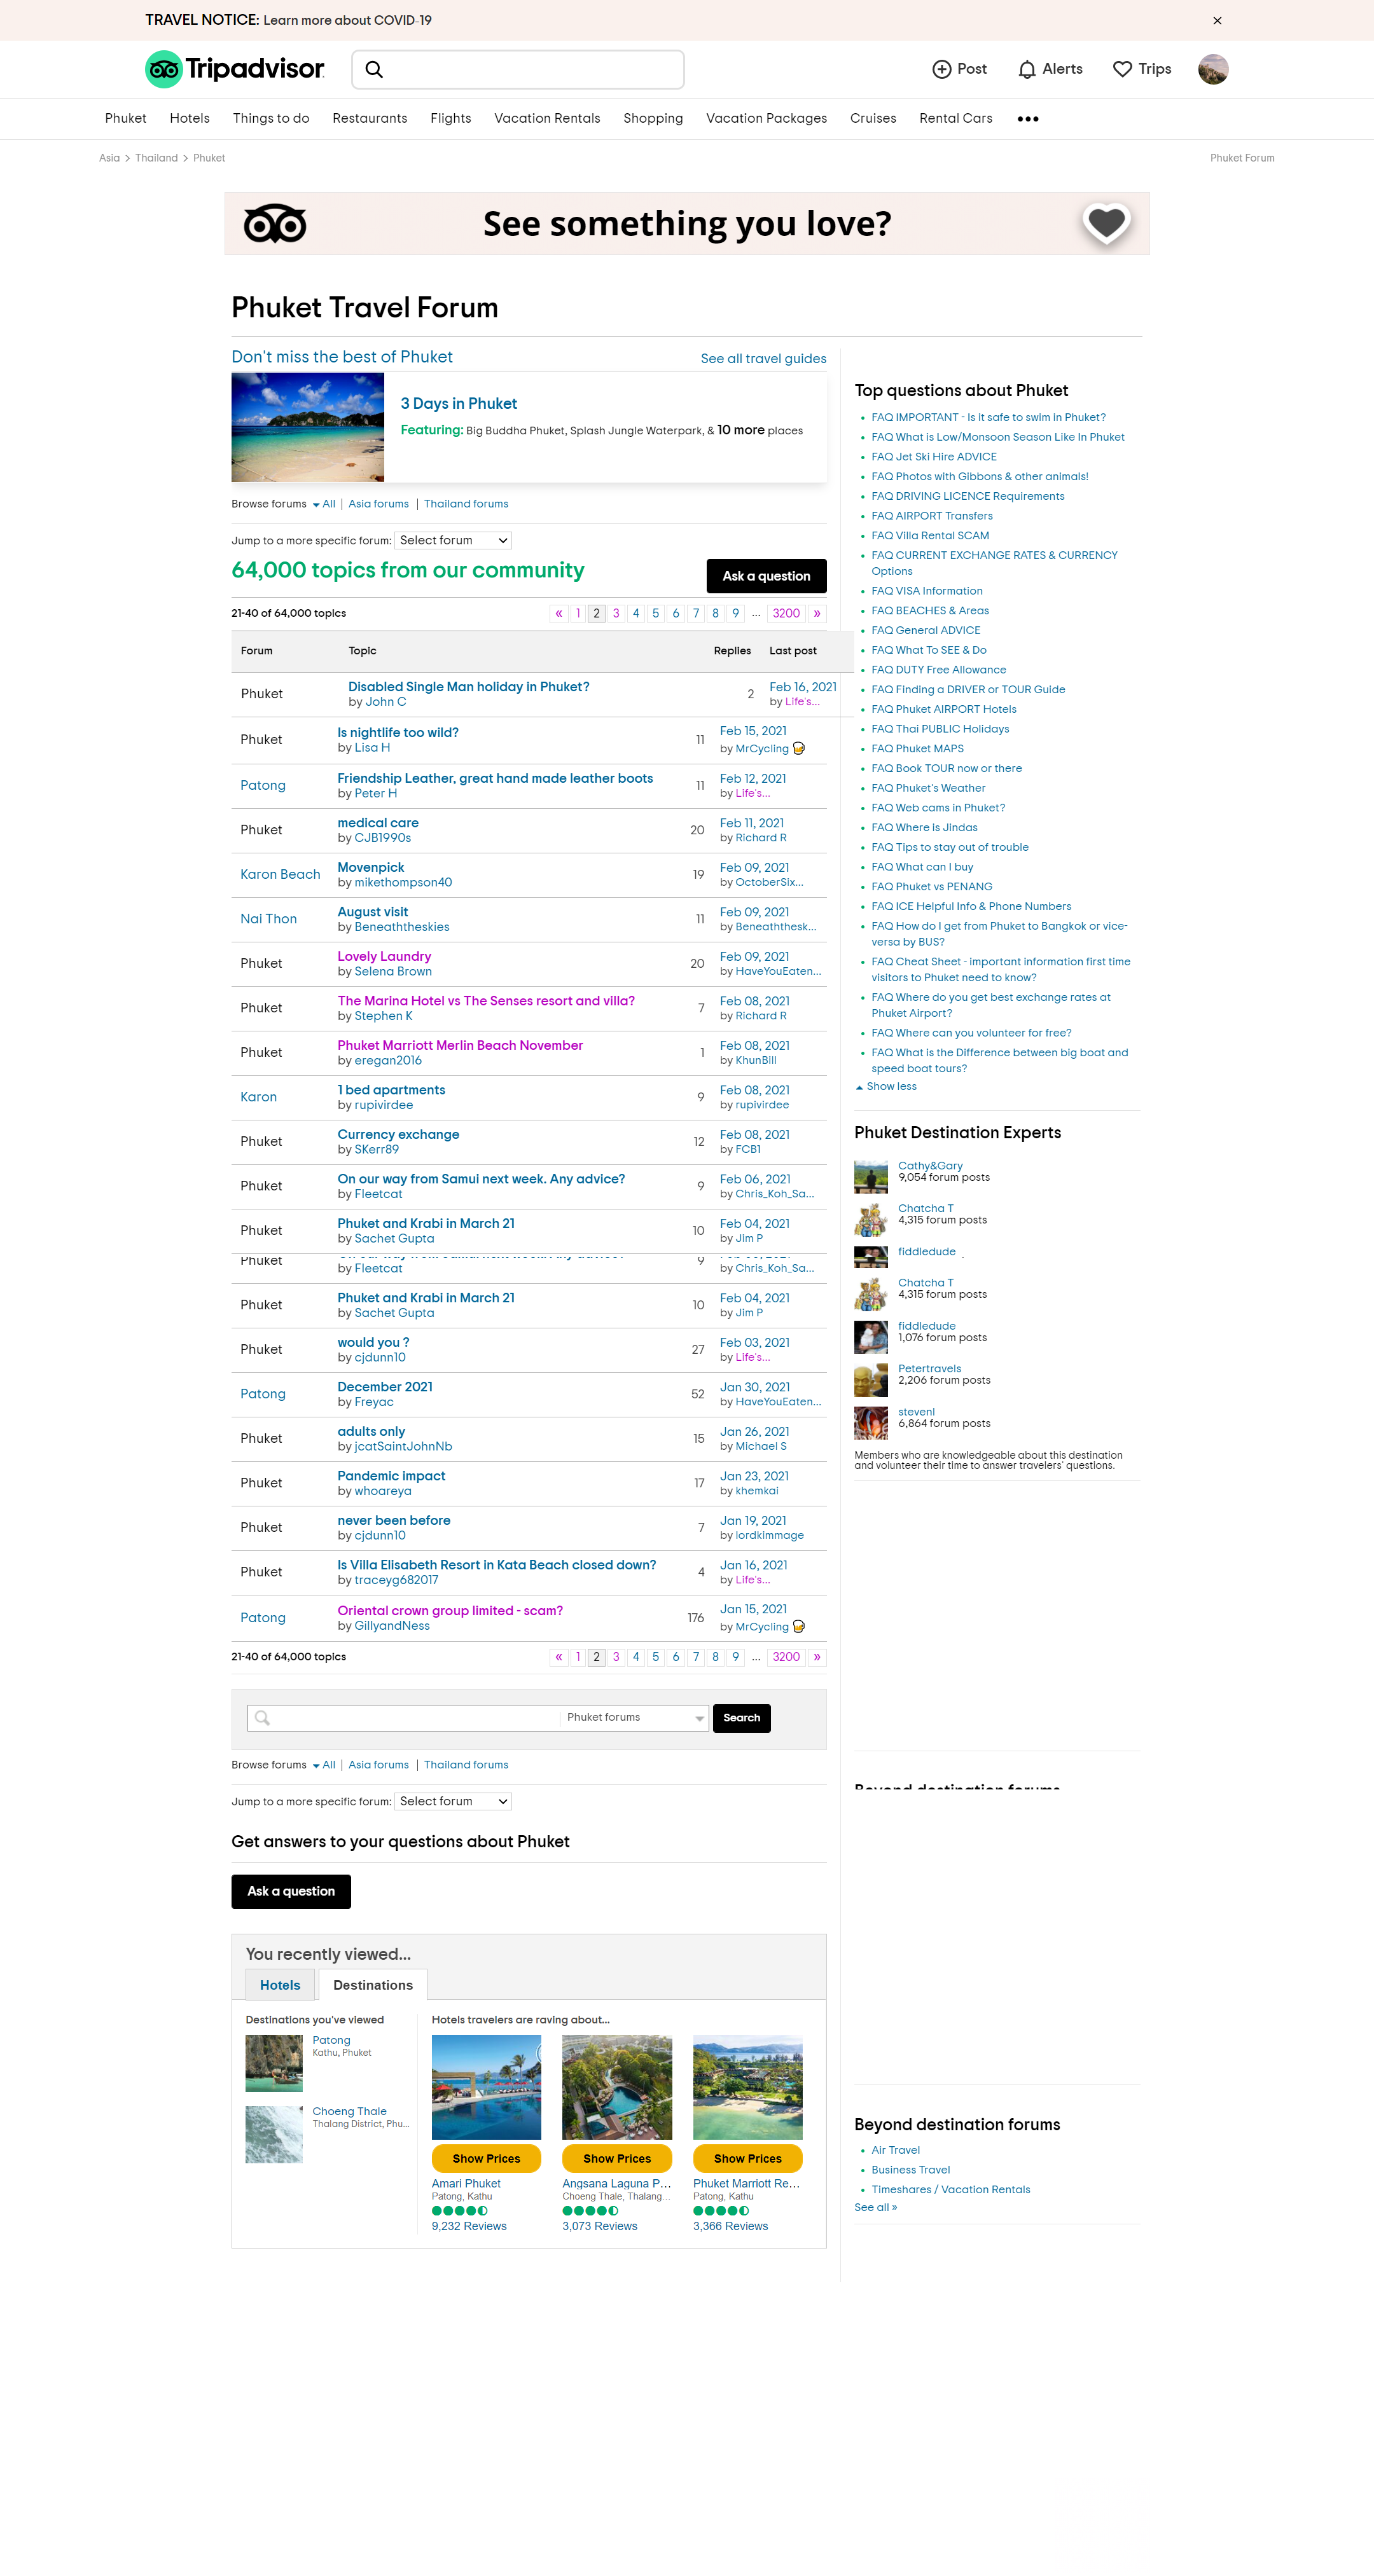 TRAVEL NOTICE: Learn more about COVID-19
Tripadvisor
Post
Alerts
Trips
Phuket Hotels Things to do Restaurants Flights Vacation Rentals Shopping Vacation Packages Cruises Rental Cars •••
Asia > Thailand > Phuket
Phuket Forum
See something you love?
Phuket Travel Forum
Don't miss the best of Phuket
See all travel guides
3 Days in Phuket
Featuring: Big Buddha Phuket, Splash Jungle Waterpark, & 10 more places
Browse forums All | Asia forums | Thailand forums
Jump to a more specific forum: Select forum
64,000 topics from our community
Ask a question
21-40 of 64,000 topics
« 1 2 3 4 5 6 7 8 9 ... 3200 »
Forum Topic Replies Last post
Phuket Disabled Single Man holiday in Phuket? 2 Feb 16, 2021
by John C by Life's...
Phuket Is nightlife too wild? 11 Feb 15, 2021
by Lisa H by MrCycling
Patong Friendship Leather, great hand made leather boots 11 Feb 12, 2021
by Peter H by Life's...
Phuket medical care 20 Feb 11, 2021
by CJB1990s by Richard R
Karon Beach Movenpick 19 Feb 09, 2021
by mikethompson40 by OctoberSix...
Nai Thon August visit 11 Feb 09, 2021
by Beneaththeskies by Beneaththesk...
Phuket Lovely Laundry 20 Feb 09, 2021
by Selena Brown by HaveYouEaten...
Phuket The Marina Hotel vs The Senses resort and villa? 7 Feb 08, 2021
by Stephen K by Richard R
Phuket Phuket Marriott Merlin Beach November 1 Feb 08, 2021
by eregan2016 by KhunBill
Karon 1 bed apartments 9 Feb 08, 2021
by rupivirdee by rupivirdee
Phuket Currency exchange 12 Feb 08, 2021
by SKerr89 by FCB1
Phuket On our way from Samui next week. Any advice? 9 Feb 06, 2021
by Fleetcat by Chris_Koh_Sa...
Phuket Phuket and Krabi in March 21 10 Feb 04, 2021
by Sachet Gupta by Jim P
Phuket 9
by Fleetcat by Chris_Koh_Sa...
Phuket Phuket and Krabi in March 21 10 Feb 04, 2021
by Sachet Gupta by Jim P
Phuket would you ? 27 Feb 03, 2021
by cjdunn10 by Life's...
Patong December 2021 52 Jan 30, 2021
by Freyac by HaveYouEaten...
Phuket adults only 15 Jan 26, 2021
by jcatSaintJohnNb by Michael S
Phuket Pandemic impact 17 Jan 23, 2021
by whoareya by khemkai
Phuket never been before 7 Jan 19, 2021
by cjdunn10 by lordkimmage
Phuket Is Villa Elisabeth Resort in Kata Beach closed down? 4 Jan 16, 2021
by traceyg682017 by Life's...
Patong Oriental crown group limited - scam? 176 Jan 15, 2021
by GillyandNess by MrCycling
21-40 of 64,000 topics
« 1 2 3 4 5 6 7 8 9 ... 3200 »
Phuket forums
Search
Browse forums All | Asia forums | Thailand forums
Jump to a more specific forum: Select forum
Get answers to your questions about Phuket
Ask a question
You recently viewed...
Hotels
Destinations
Destinations you've viewed
Patong
Kathu, Phuket
Choeng Thale
Thalang District, Phu...
Hotels travelers are raving about...
Show Prices Show Prices Show Prices
Amari Phuket Angsana Laguna P... Phuket Marriott Re...
Patong, Kathu Choeng Thale, Thalang... Patong, Kathu
9,232 Reviews 3,073 Reviews 3,366 Reviews
Top questions about Phuket
FAQ IMPORTANT - Is it safe to swim in Phuket?
FAQ What is Low/Monsoon Season Like In Phuket
FAQ Jet Ski Hire ADVICE
FAQ Photos with Gibbons & other animals!
FAQ DRIVING LICENCE Requirements
FAQ AIRPORT Transfers
FAQ Villa Rental SCAM
FAQ CURRENT EXCHANGE RATES & CURRENCY
Options
FAQ VISA Information
FAQ BEACHES & Areas
FAQ General ADVICE
FAQ What To SEE & Do
FAQ DUTY Free Allowance
FAQ Finding a DRIVER or TOUR Guide
FAQ Phuket AIRPORT Hotels
FAQ Thai PUBLIC Holidays
FAQ Phuket MAPS
FAQ Book TOUR now or there
FAQ Phuket's Weather
FAQ Web cams in Phuket?
FAQ Where is Jindas
FAQ Tips to stay out of trouble
FAQ What can I buy
FAQ Phuket vs PENANG
FAQ ICE Helpful Info & Phone Numbers
FAQ How do I get from Phuket to Bangkok or vice-
versa by BUS?
FAQ Cheat Sheet - important information first time
visitors to Phuket need to know?
FAQ Where do you get best exchange rates at
Phuket Airport?
FAQ Where can you volunteer for free?
FAQ What is the Difference between big boat and
speed boat tours?
Show less
Phuket Destination Experts
Cathy&Gary
9,054 forum posts
Chatcha T
4,315 forum posts
fiddledude
Chatcha T
4,315 forum posts
fiddledude
1,076 forum posts
Petertravels
2,206 forum posts
stevenl
6,864 forum posts
Members who are knowledgeable about this destination
and volunteer their time to answer travelers' questions.
Beyond destination forums
Air Travel
Business Travel
Timeshares / Vacation Rentals
See all »